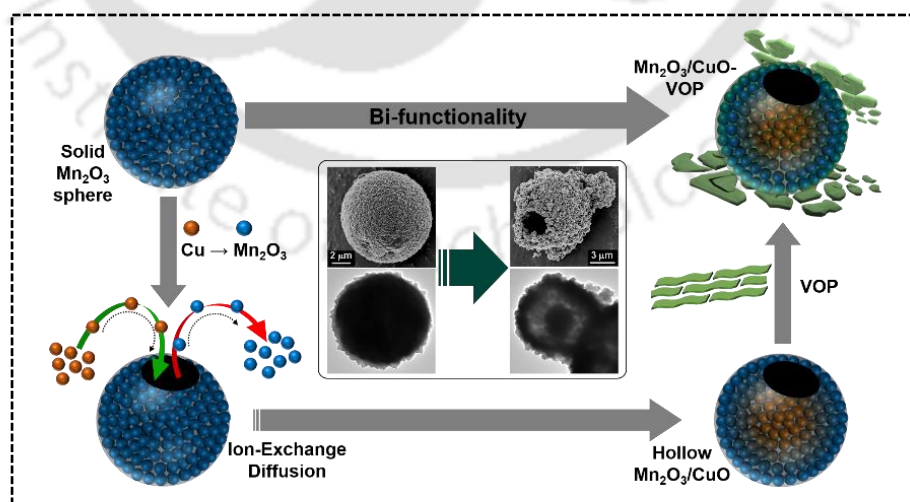 Solid
Mn₂O₃
sphere
Bi-functionality
Mn₂O₃/CuO-
VOP
Cu → Mn₂O₃
2 µm
3 µm
VOP
Ion-Exchange
Diffusion
Hollow
Mn₂O₃/CuO